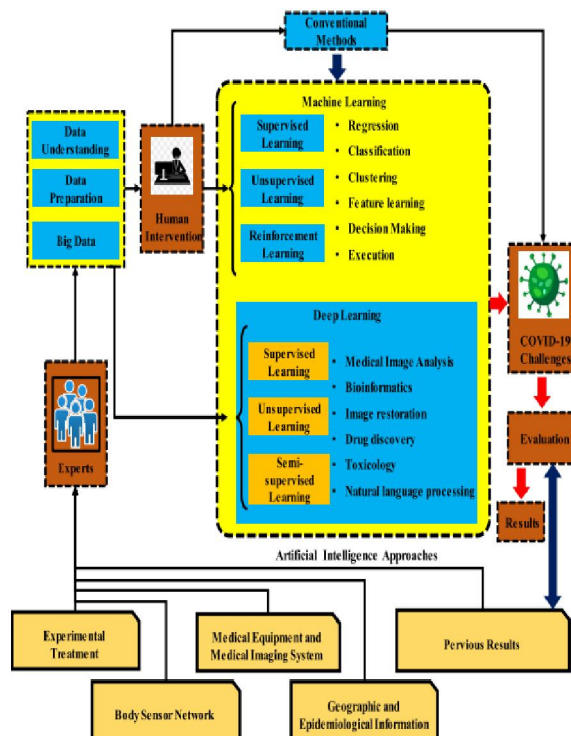 Conventional
Methods
Data
Understanding
Data
Preparation
Big Data
Human
Intervention
Machine Learning
Supervised
Learning
Unsupervised
Learning
Reinforcement
Learning
• Regression
• Classification
• Clustering
• Feature learning
• Decision Making
• Execution
Deep Learning
Supervised
Learning
Unsupervised
Learning
Semi-
supervised
Learning
• Medical Image Analysis
• Bioinformatics
• Image restoration
• Drug discovery
• Toxicology
• Natural language processing
COVID-19
Challenges
Experts
Evaluation
Results
Artificial Intelligence Approaches
Experimental
Treatment
Medical Equipment and
Medical Imaging System
Pervious Results
Body Sensor Network
Geographic and
Epidemiological Information